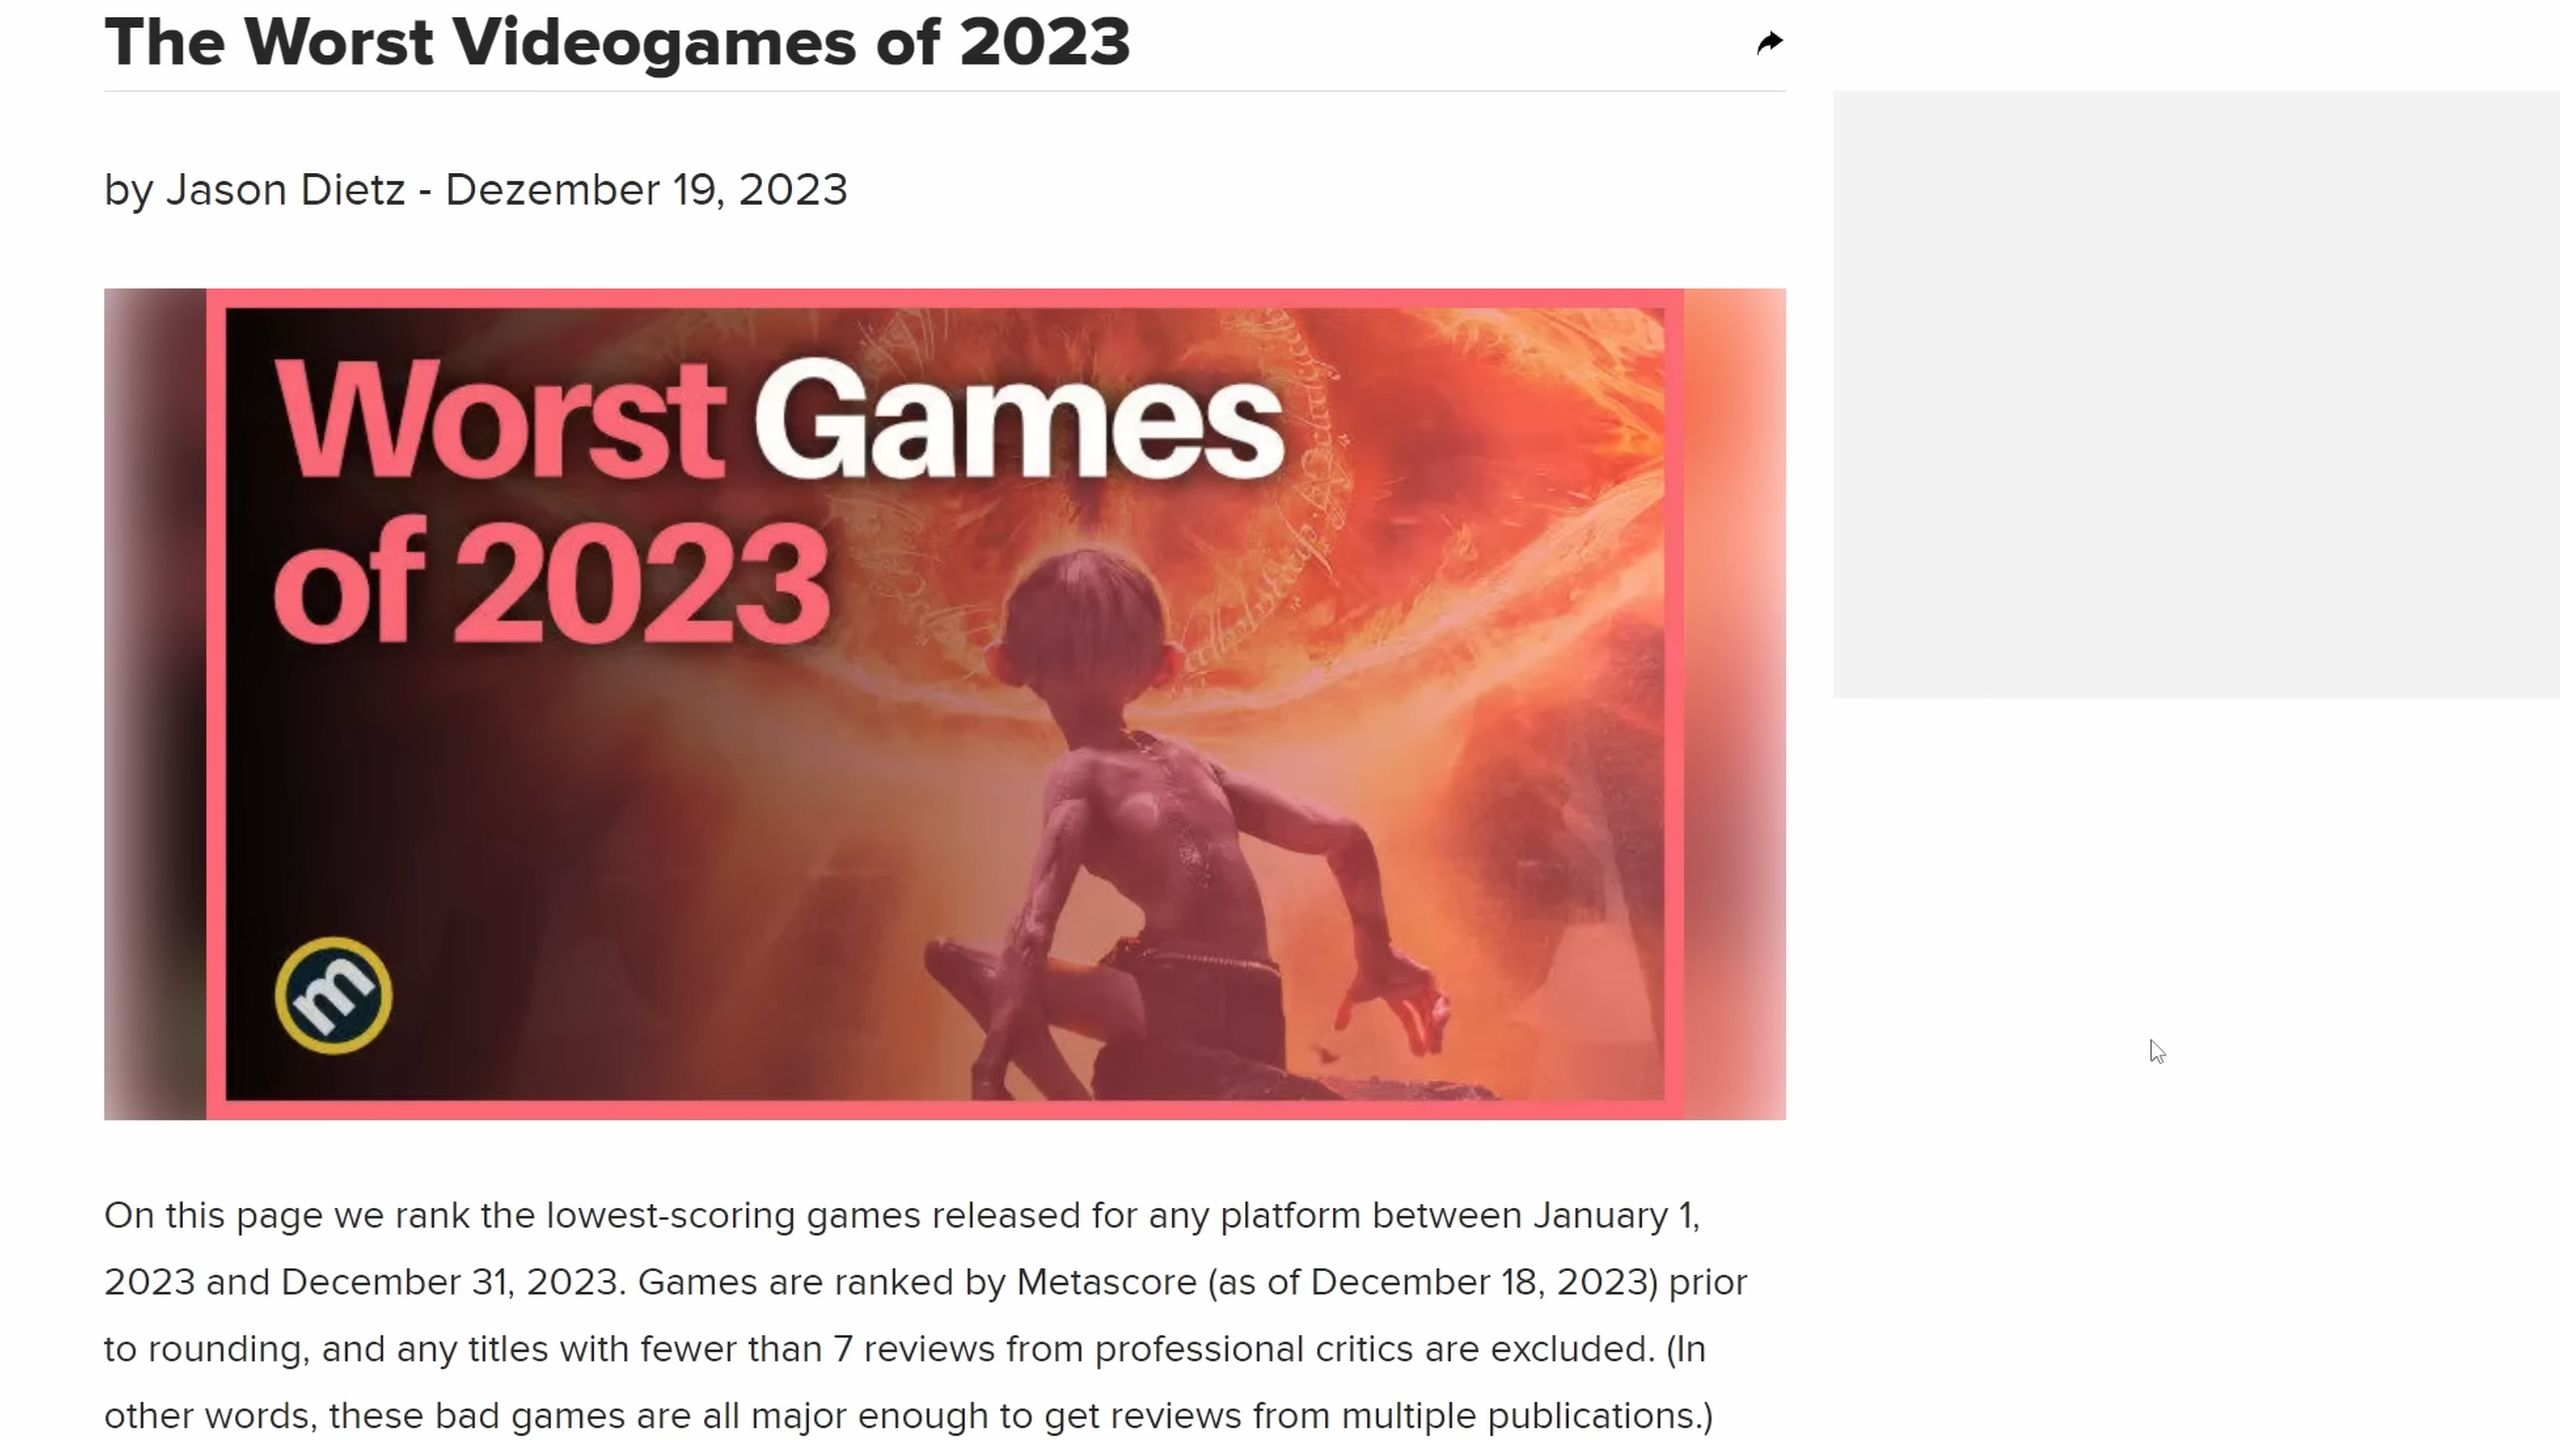 The Worst Videogames of 2023
by Jason Dietz - Dezember 19, 2023
Worst Games
of 2023
m
On this page we rank the lowest-scoring games released for any platform between January 1,
2023 and December 31, 2023. Games are ranked by Metascore (as of December 18, 2023) prior
to rounding, and any titles with fewer than 7 reviews from professional critics are excluded. (In
other words, these bad games are all major enough to get reviews from multiple publications.)